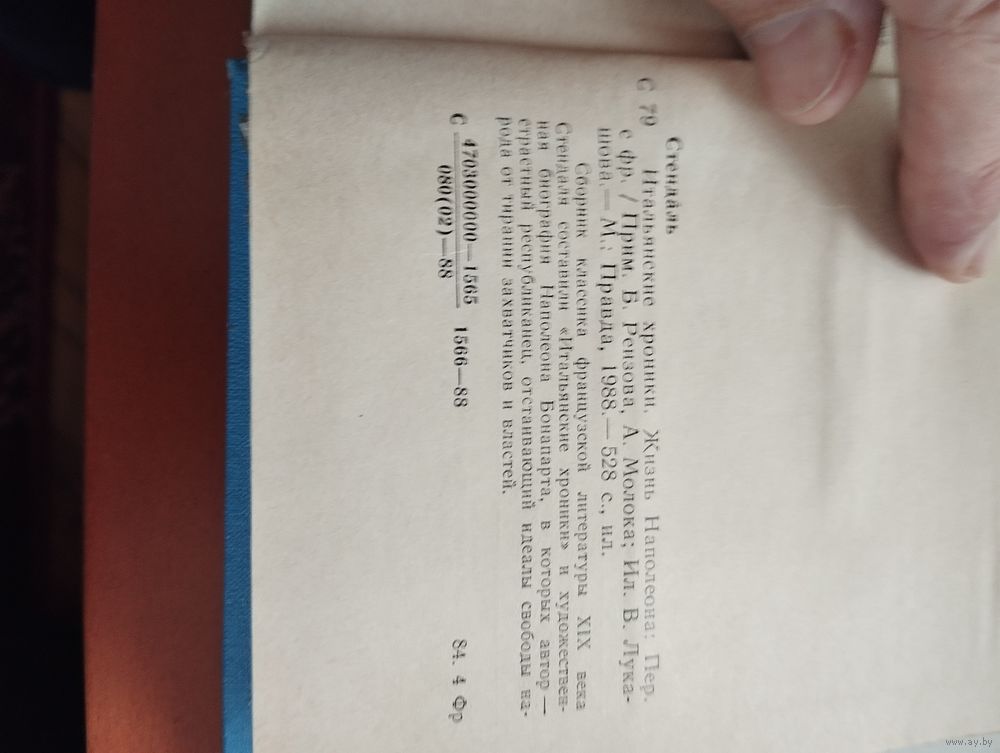 Стенда́ль
С 79 Итальянские хроники. Жизнь Наполеона: Пер.
с фр. / Прим. Б. Реизова, А. Молока; Ил. В. Лука-
шова.— М.: Правда, 1988.— 528 с., ил.
Сборник классика французской литературы XIX века
Стендаля составили «Итальянские хроники» и художествен-
ная биография Наполеона Бонапарта, в которых автор —
страстный республиканец, отстаивающий идеалы свободы на-
рода от тирании захватчиков и властей.
С 4703000000—1565
080(02)—88 1566—88 84. 4 Фр
www.ay.by